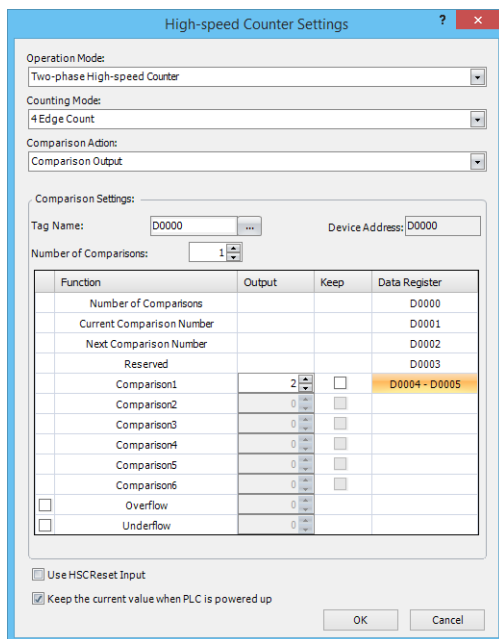 High-speed Counter Settings ? ×
Operation Mode:
Two-phase High-speed Counter
Counting Mode:
4 Edge Count
Comparison Action:
Comparison Output
Comparison Settings:
Tag Name: D0000 ... Device Address: D0000
Number of Comparisons: 1
Function Output Keep Data Register
Number of Comparisons D0000
Current Comparison Number D0001
Next Comparison Number D0002
Reserved D0003
Comparison1 2 D0004 - D0005
Comparison2 0
Comparison3 0
Comparison4 0
Comparison5 0
Comparison6 0
Overflow 0
Underflow 0
Use HSCReset Input
Keep the current value when PLC is powered up
OK Cancel